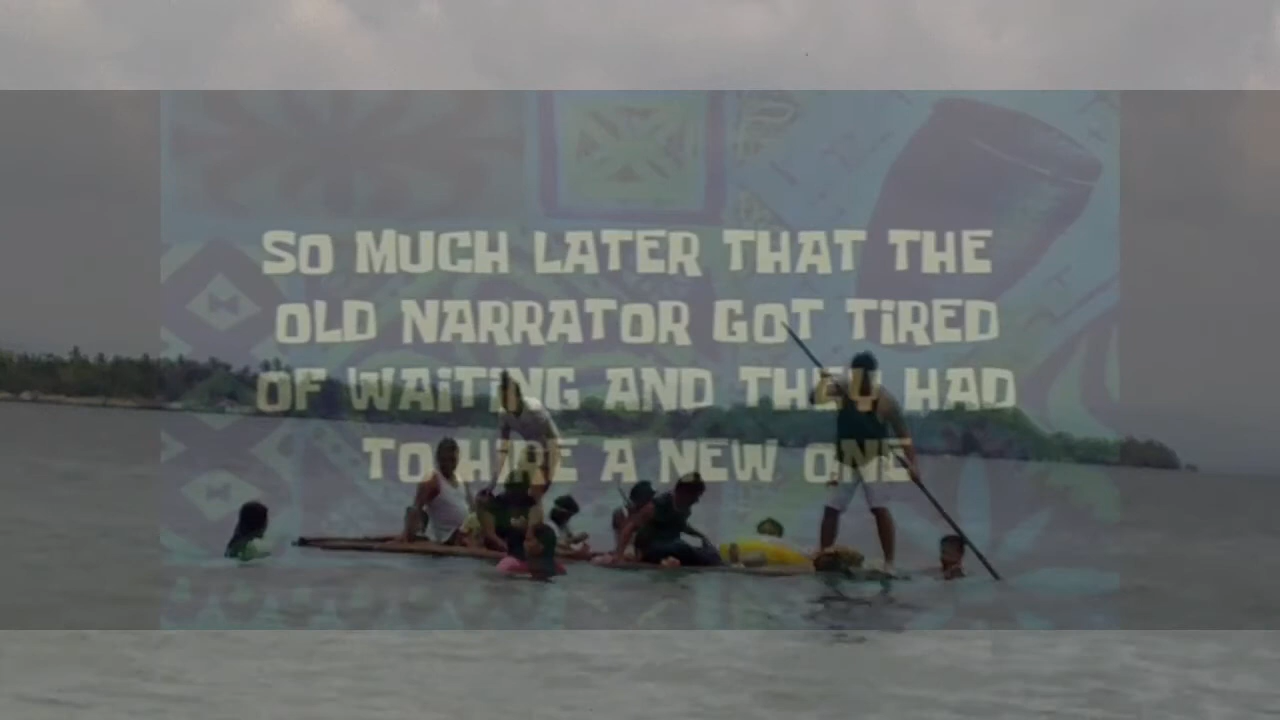 SO MUCH LATER THAT THE
OLD NARRATOR GOT TiRED
OF WAiTiNG AND THEY HAD
TO HiRE A NEW ONE